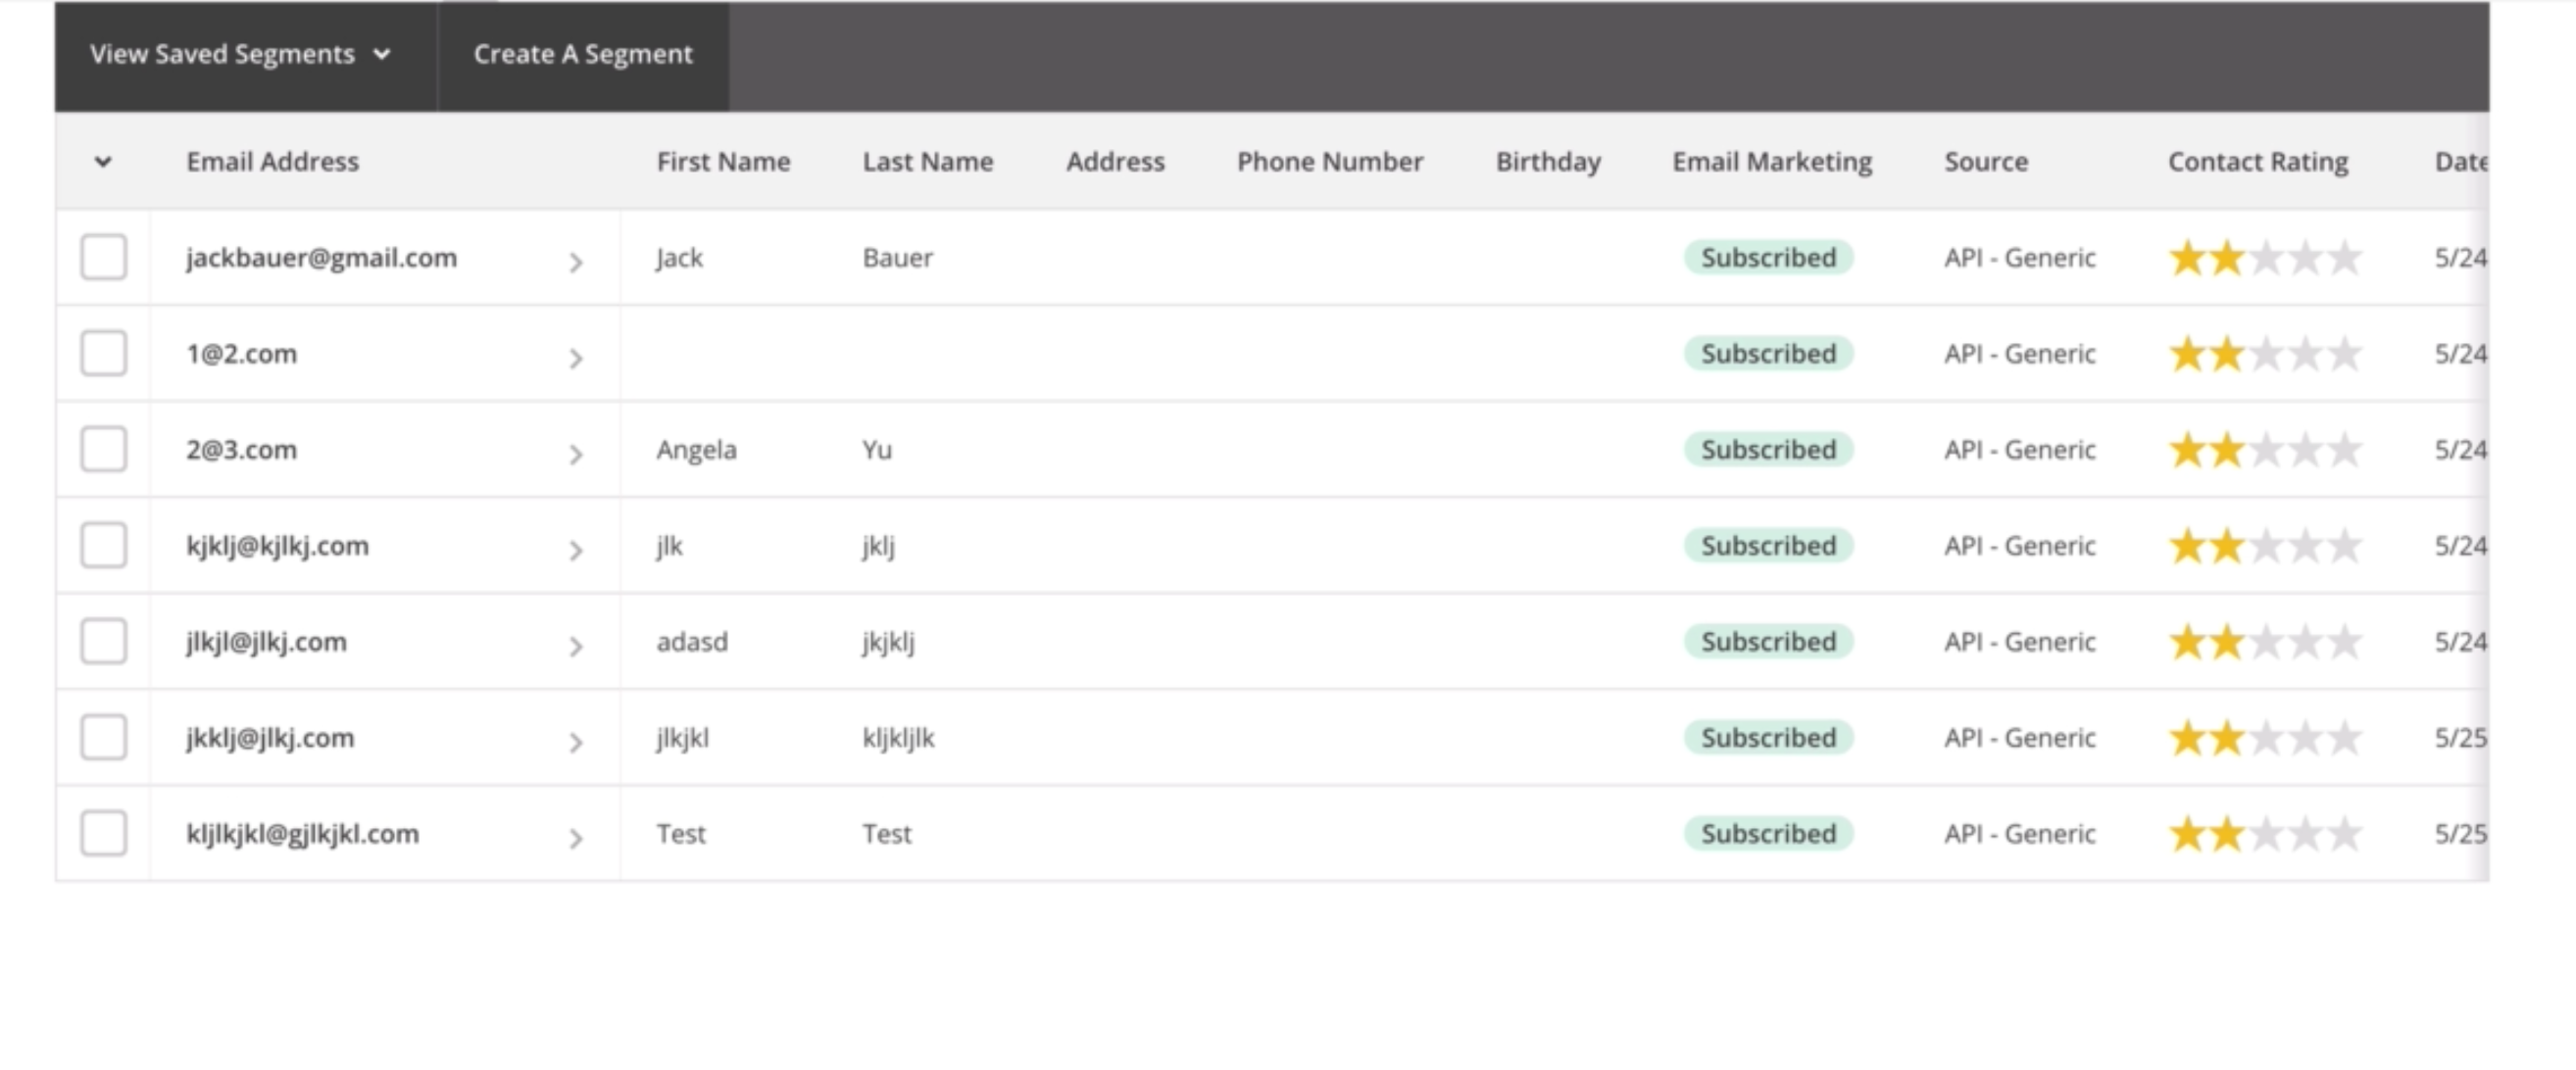 View Saved Segments Create A Segment
Email Address First Name Last Name Address Phone Number Birthday Email Marketing Source Contact Rating Date
jackbauer@gmail.com Jack Bauer Subscribed API - Generic 5/24
1@2.com Subscribed API - Generic 5/24
2@3.com Angela Yu Subscribed API - Generic 5/24
kjklj@kjlkj.com jlk jklj Subscribed API - Generic 5/24
jlkjl@jlkj.com adasd jkjklj Subscribed API - Generic 5/24
jkklj@jlkj.com jlkjkl kljkljlk Subscribed API - Generic 5/25
kljlkjkl@gjlkjkl.com Test Test Subscribed API - Generic 5/25